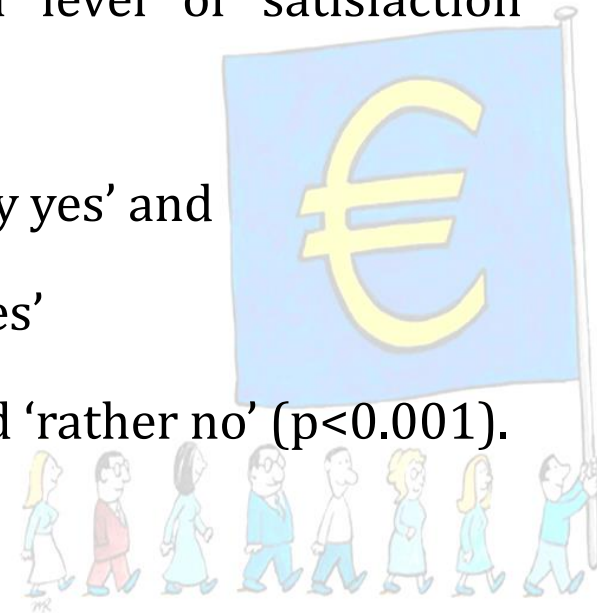 level of satisfaction
y yes’ and
es’
d ‘rather no’ (p<0.001).
€